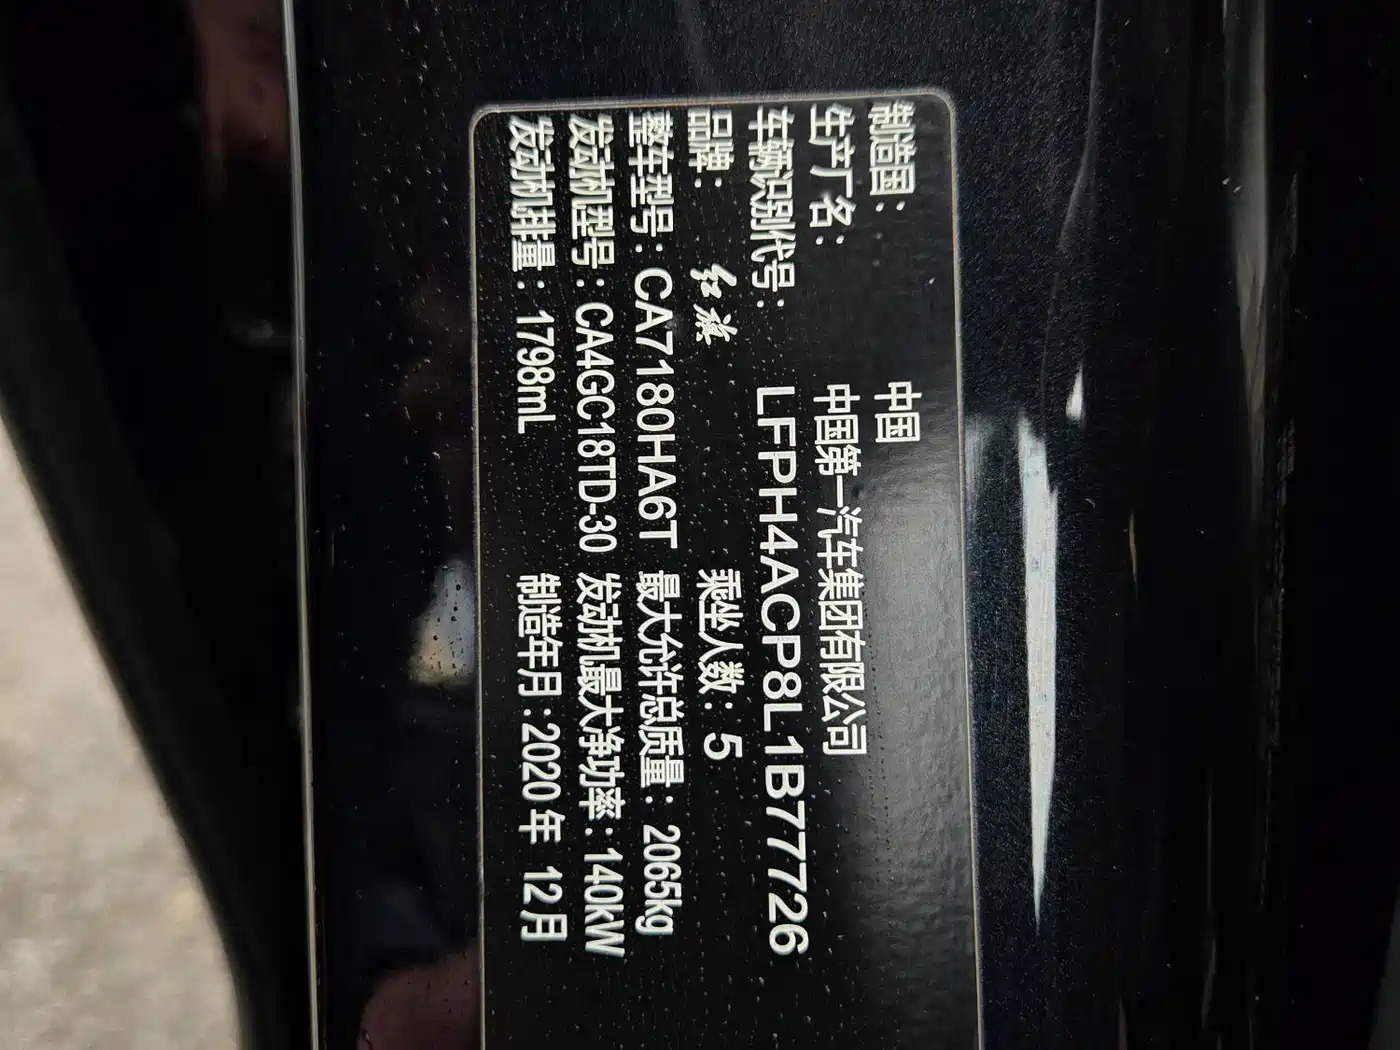 制造国： 中国
生产厂名： 中国第一汽车集团有限公司
车辆识别代号： LFPH4ACP8L1B77726
品牌： 红旗 乘坐人数： 5
整车型号： CA7180HA6T 最大允许总质量： 2065kg
发动机型号： CA4GC18TD-30 发动机最大净功率： 140kW
发动机排量： 1798mL 制造年月： 2020年 12月